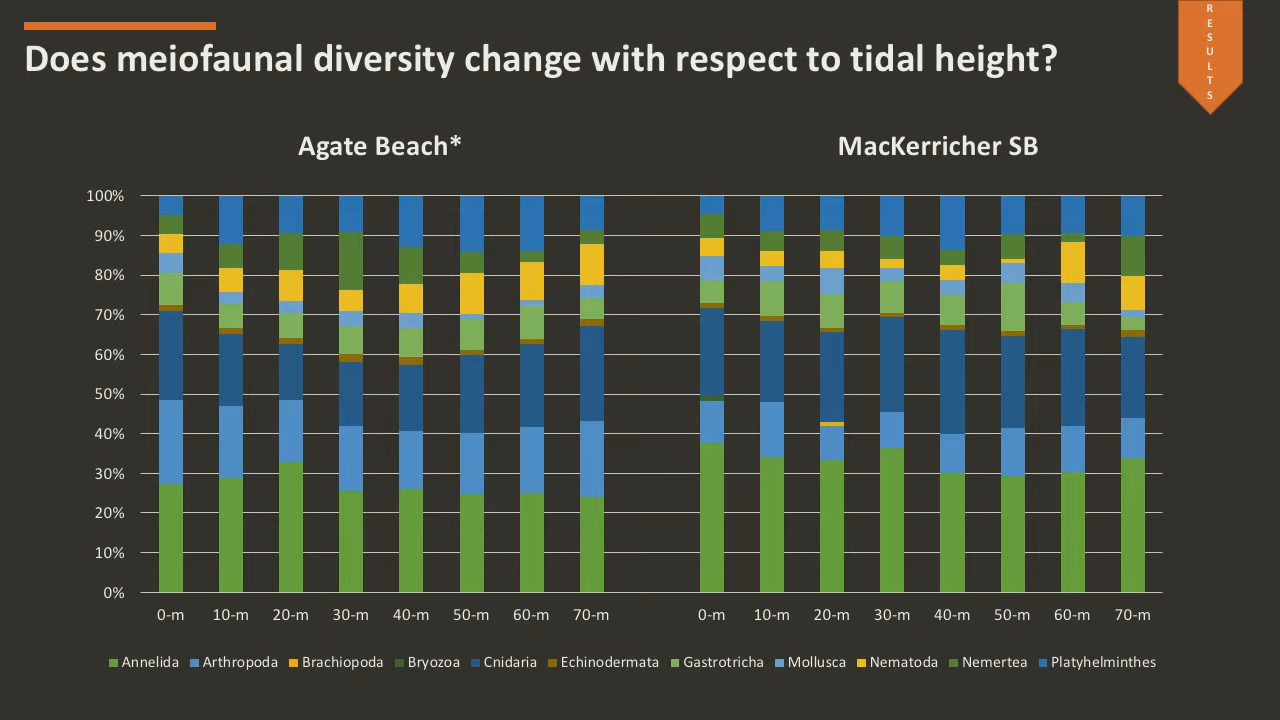 RESULTS
Does meiofaunal diversity change with respect to tidal height?
Agate Beach*
MacKerricher SB
100%
90%
80%
70%
60%
50%
40%
30%
20%
10%
0%
0-m 10-m 20-m 30-m 40-m 50-m 60-m 70-m 0-m 10-m 20-m 30-m 40-m 50-m 60-m 70-m
Annelida Arthropoda Brachiopoda Bryozoa Cnidaria Echinodermata Gastrotricha Mollusca Nematoda Nemertea Platyhelminthes